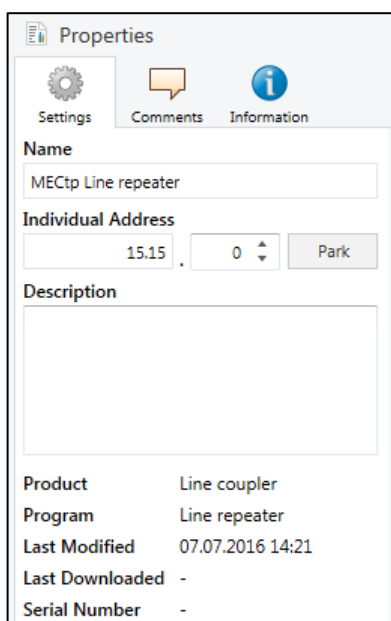 Properties
Settings Comments Information
Name
MECtp Line repeater
Individual Address
15.15 . 0 Park
Description
Product Line coupler
Program Line repeater
Last Modified 07.07.2016 14:21
Last Downloaded -
Serial Number -